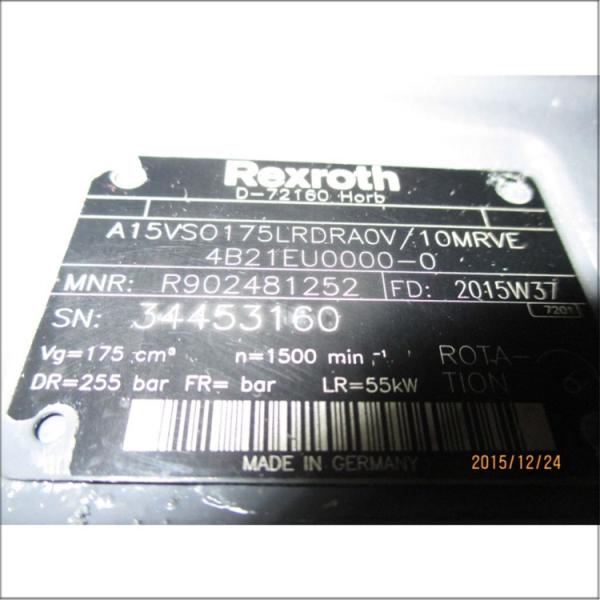 Rexroth
D-72160 Horb
A15VSO175LRDRA0V/10MRVE
4B21EU0000-0
MNR: R902481252 FD: 2015W37
SN: 34453160 7201
Vg=175 cm³ n=1500 min⁻¹ ROTA-
DR=255 bar FR= bar LR=55kW TION
MADE IN GERMANY
2015/12/24